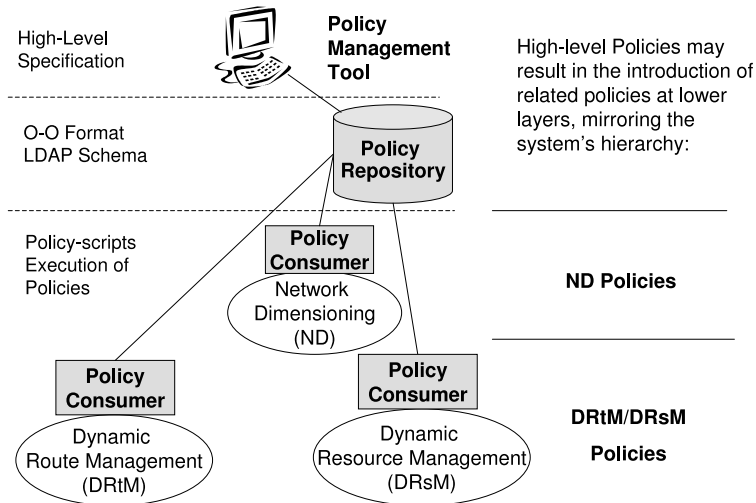 High-Level
Specification
Policy
Management
Tool
High-level Policies may
result in the introduction of
related policies at lower
layers, mirroring the
system's hierarchy:
O-O Format
LDAP Schema
Policy
Repository
Policy-scripts
Execution of
Policies
Policy
Consumer
Network
Dimensioning
(ND)
ND Policies
Policy
Consumer
Dynamic
Route Management
(DRtM)
Policy
Consumer
Dynamic
Resource Management
(DRsM)
DRtM/DRsM
Policies